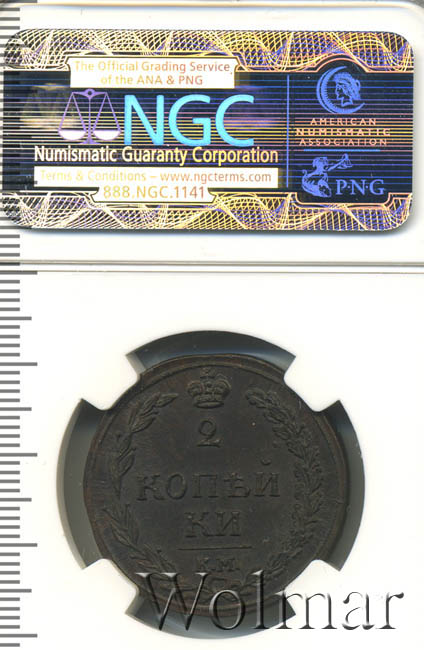 The Official Grading Service
of the ANA & PNG
NGC
Numismatic Guaranty Corporation
Terms & Conditions – www.ngcterms.com
888.NGC.1141
AMERICAN
NUMISMATIC
ASSOCIATION
P·N·G
2
КОПѢЙ
КИ
К.М.
Wolmar